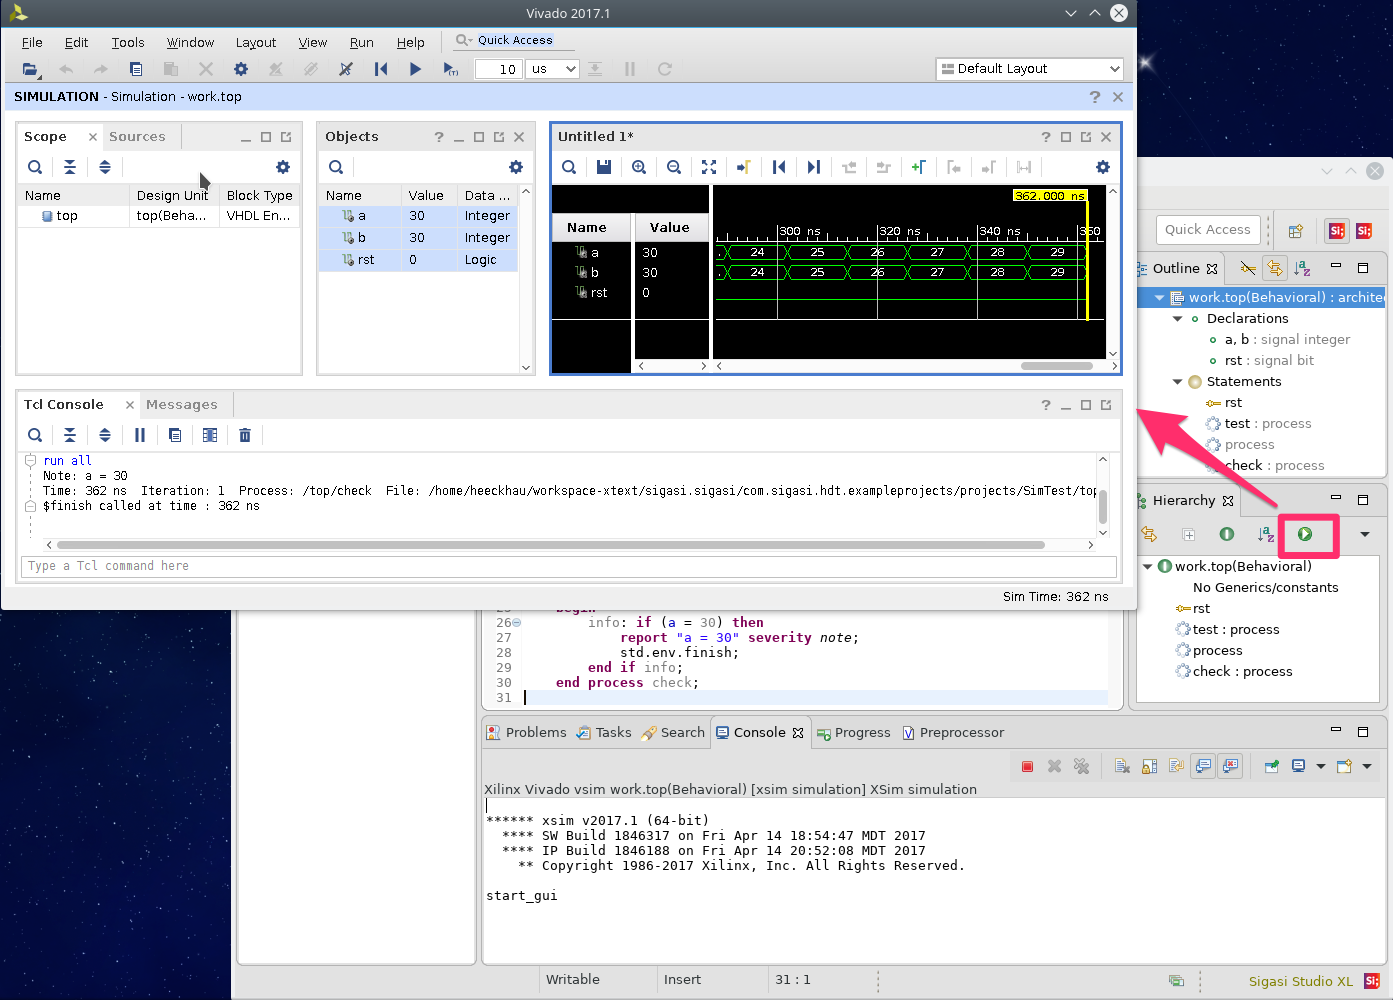 Vivado 2017.1
File Edit Tools Window Layout View Run Help Quick Access
10 us Default Layout
SIMULATION - Simulation - work.top
Scope Sources
Name Design Unit Block Type
top top(Beha... VHDL En...
Objects
Name Value Data ...
a 30 Integer
b 30 Integer
rst 0 Logic
Untitled 1*
362.000 ns
Name Value 300 ns 320 ns 340 ns 360
a 30 24 25 26 27 28 29
b 30 24 25 26 27 28 29
rst 0
Tcl Console Messages
run all
Note: a = 30
Time: 362 ns Iteration: 1 Process: /top/check File: /home/heeckhau/workspace-xtext/sigasi.sigasi/com.sigasi.hdt.exampleprojects/projects/SimTest/top
$finish called at time : 362 ns
Type a Tcl command here
Sim Time: 362 ns
Quick Access
Outline
work.top(Behavioral) : archite
Declarations
a, b : signal integer
rst : signal bit
Statements
rst
test : process
process
check : process
Hierarchy
work.top(Behavioral)
No Generics/constants
rst
test : process
process
check : process
25 begin
26 info: if (a = 30) then
27 report "a = 30" severity note;
28 std.env.finish;
29 end if info;
30 end process check;
31
Problems Tasks Search Console Progress Preprocessor
Xilinx Vivado vsim work.top(Behavioral) [xsim simulation] XSim simulation
****** xsim v2017.1 (64-bit)
**** SW Build 1846317 on Fri Apr 14 18:54:47 MDT 2017
**** IP Build 1846188 on Fri Apr 14 20:52:08 MDT 2017
** Copyright 1986-2017 Xilinx, Inc. All Rights Reserved.
start_gui
Writable Insert 31 : 1 Sigasi Studio XL